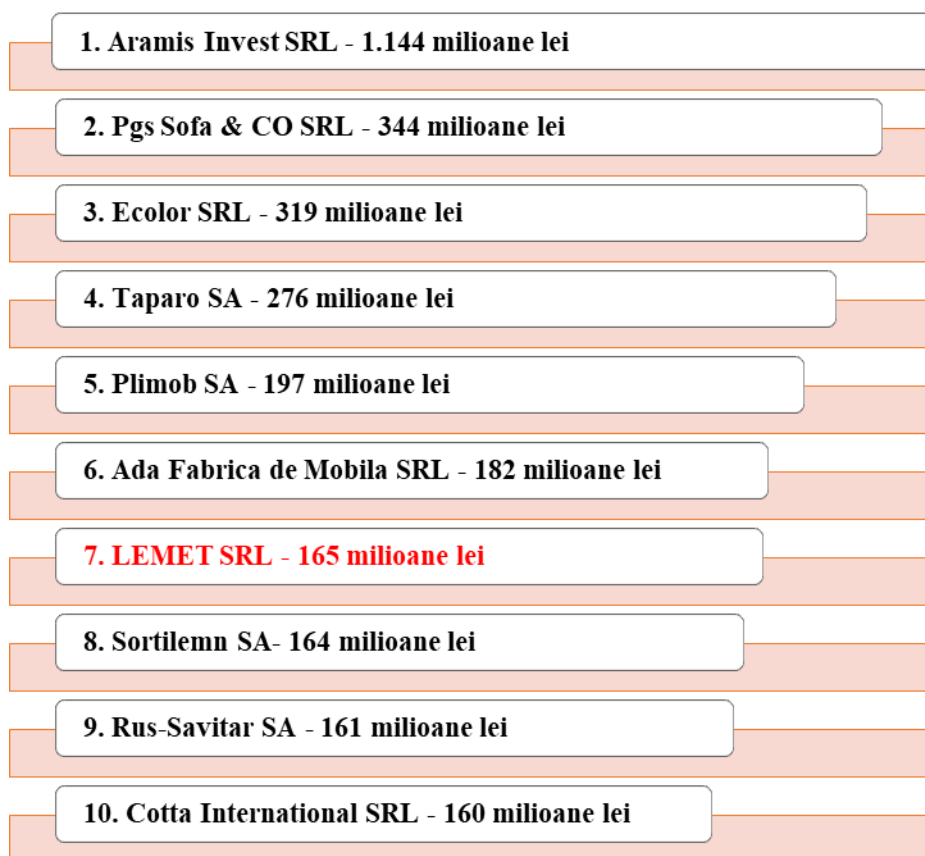 1. Aramis Invest SRL - 1.144 milioane lei
2. Pgs Sofa & CO SRL - 344 milioane lei
3. Ecolor SRL - 319 milioane lei
4. Taparo SA - 276 milioane lei
5. Plimob SA - 197 milioane lei
6. Ada Fabrica de Mobila SRL - 182 milioane lei
7. LEMET SRL - 165 milioane lei
8. Sortilemn SA- 164 milioane lei
9. Rus-Savitar SA - 161 milioane lei
10. Cotta International SRL - 160 milioane lei